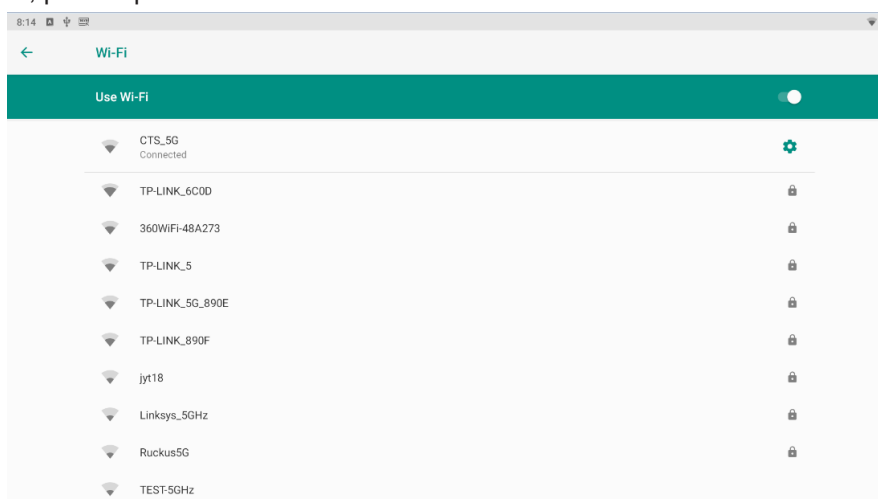 8:14
Wi-Fi
Use Wi-Fi
CTS_5G
Connected
TP-LINK_6C0D
360WiFi-48A273
TP-LINK_5
TP-LINK_5G_890E
TP-LINK_890F
jyt18
Linksys_5GHz
Ruckus5G
TEST-5GHz